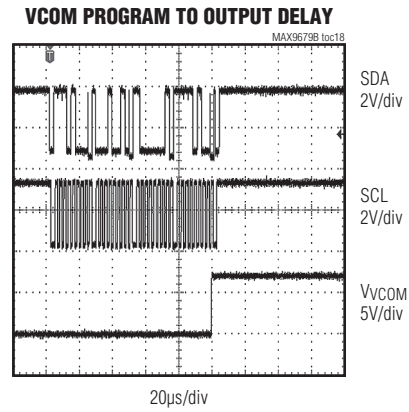 VCOM PROGRAM TO OUTPUT DELAY
MAX9679B toc18
T
SDA
2V/div
SCL
2V/div
VVCOM
5V/div
20µs/div